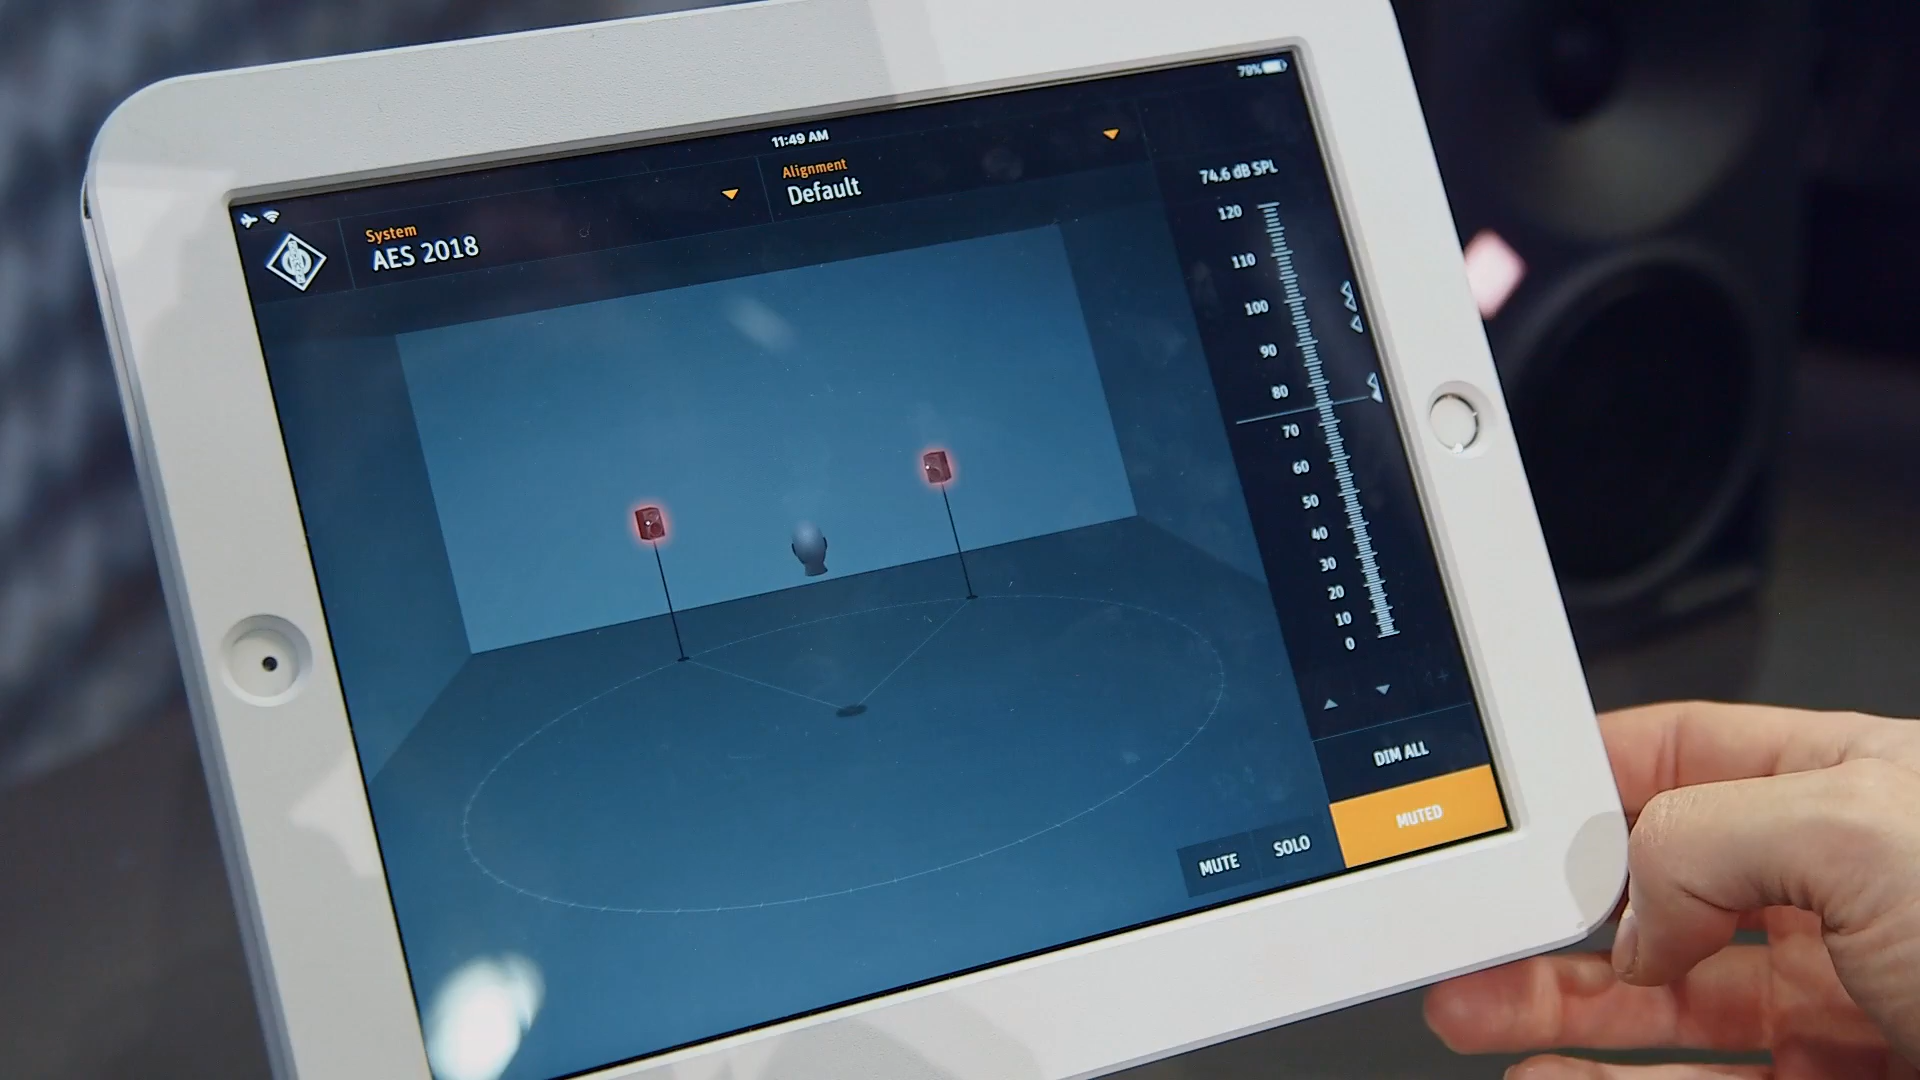 79%
11:49 AM
System
AES 2018
Alignment
Default
74.6 dB SPL
120
110
100
90
80
70
60
50
40
30
20
10
0
DIM ALL
MUTED
MUTE
SOLO